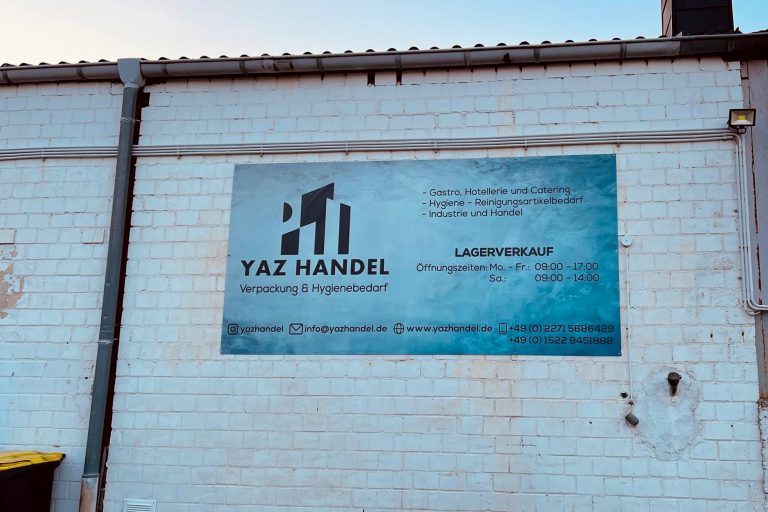 YAZ HANDEL
Verpackung & Hygienebedarf
- Gastro, Hotellerie und Catering
- Hygiene - Reinigungsartikelbedarf
- Industrie und Handel
LAGERVERKAUF
Öffnungszeiten: Mo. - Fr.: 09:00 - 17:00
Sa.: 09:00 - 14:00
yazhandel info@yazhandel.de www.yazhandel.de +49 (0) 2271 5686429
+49 (0) 1522 9451888